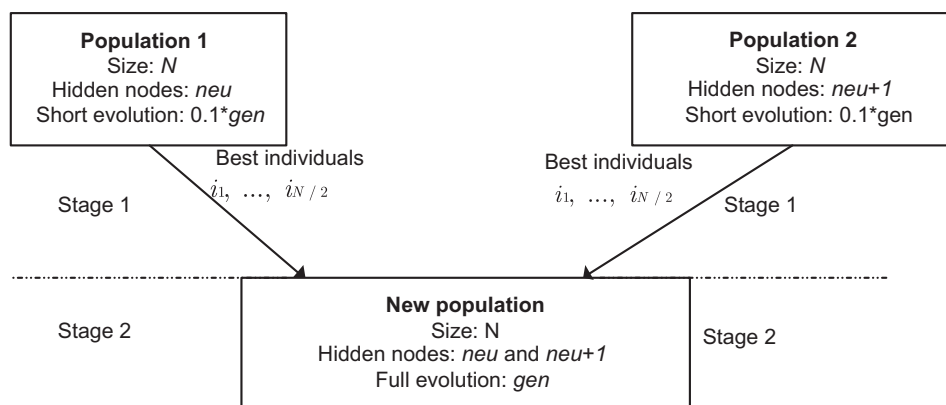 Population 1
Size: N
Hidden nodes: neu
Short evolution: 0.1*gen
Population 2
Size: N
Hidden nodes: neu+1
Short evolution: 0.1*gen
Best individuals
i1, ..., iN / 2
Best individuals
i1, ..., iN / 2
Stage 1
Stage 1
New population
Size: N
Hidden nodes: neu and neu+1
Full evolution: gen
Stage 2
Stage 2